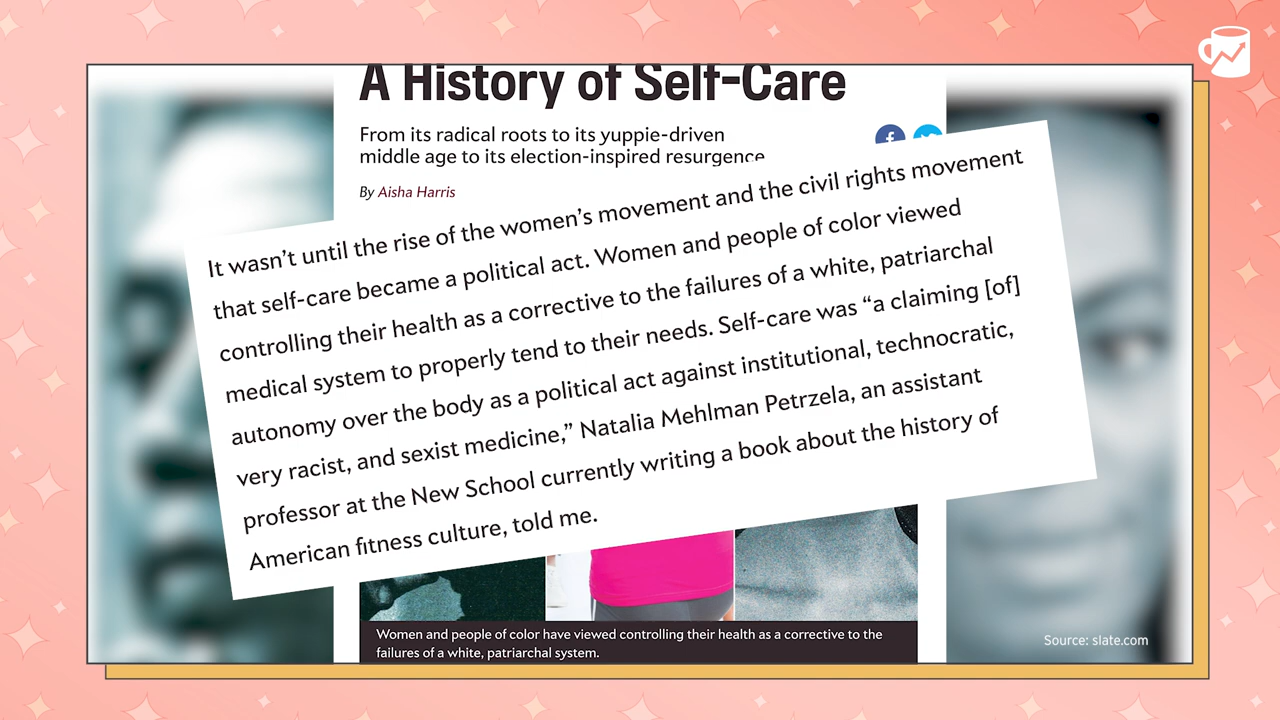 A History of Self-Care
From its radical roots to its yuppie-driven
middle age to its election-inspired resurgence
By Aisha Harris
It wasn’t until the rise of the women’s movement and the civil rights movement
that self-care became a political act. Women and people of color viewed
controlling their health as a corrective to the failures of a white, patriarchal
medical system to properly tend to their needs. Self-care was “a claiming [of]
autonomy over the body as a political act against institutional, technocratic,
very racist, and sexist medicine,” Natalia Mehlman Petrzela, an assistant
professor at the New School currently writing a book about the history of
American fitness culture, told me.
Women and people of color have viewed controlling their health as a corrective to the
failures of a white, patriarchal system.
Source: slate.com